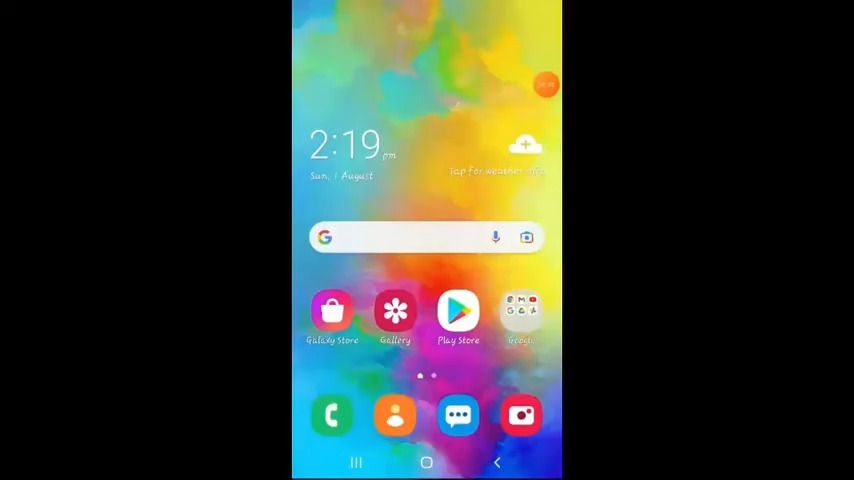 2:19 pm
Sun, 1 August
Tap for weather info
Galaxy Store
Gallery
Play Store
Google